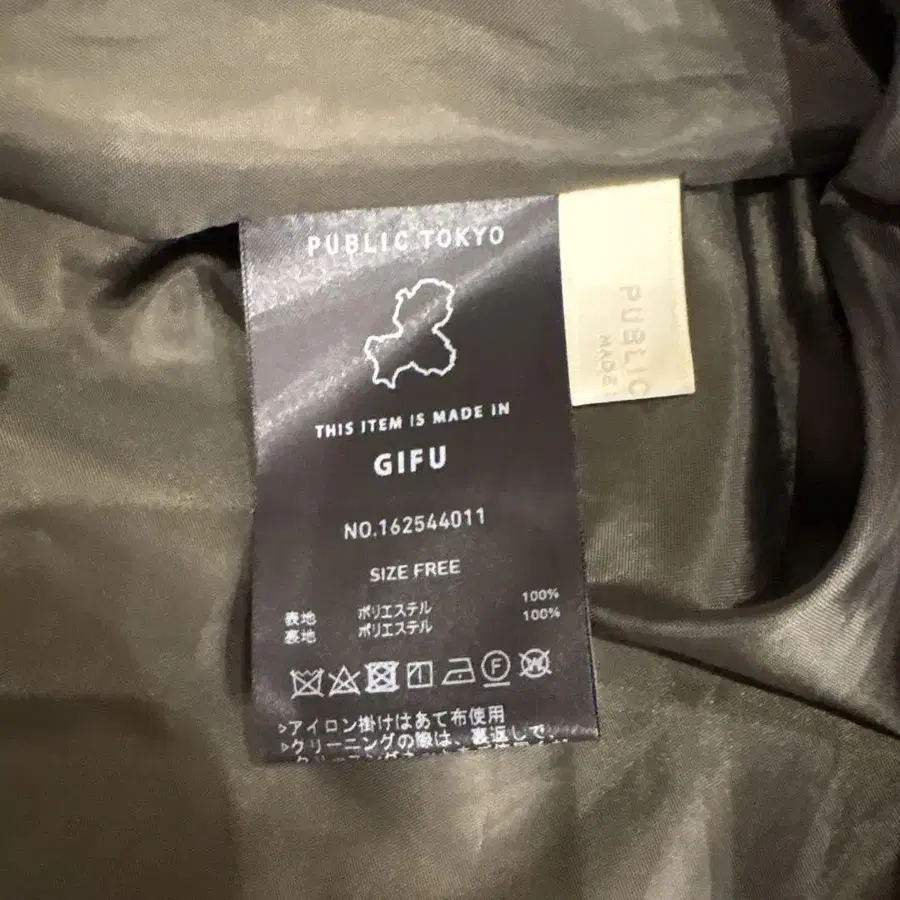 PUBLIC TOKYO
THIS ITEM IS MADE IN
GIFU
NO.162544011
SIZE FREE
表地 ポリエステル 100%
裏地 ポリエステル 100%
F
W
▷アイロン掛けはあて布使用
▷クリーニングの際は、裏返しで、
PUBLIC
MADE